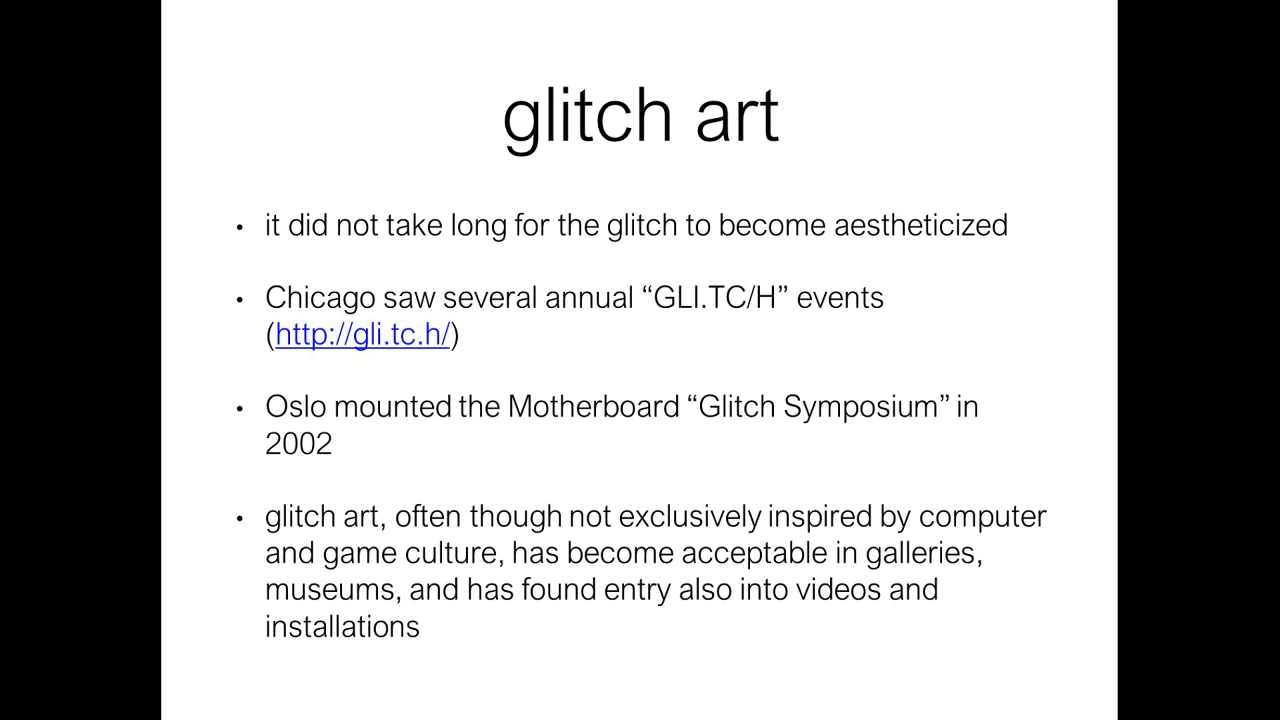 glitch art
• it did not take long for the glitch to become aestheticized
• Chicago saw several annual “GLI.TC/H” events
(http://gli.tc.h/)
• Oslo mounted the Motherboard “Glitch Symposium” in
2002
• glitch art, often though not exclusively inspired by computer
and game culture, has become acceptable in galleries,
museums, and has found entry also into videos and
installations